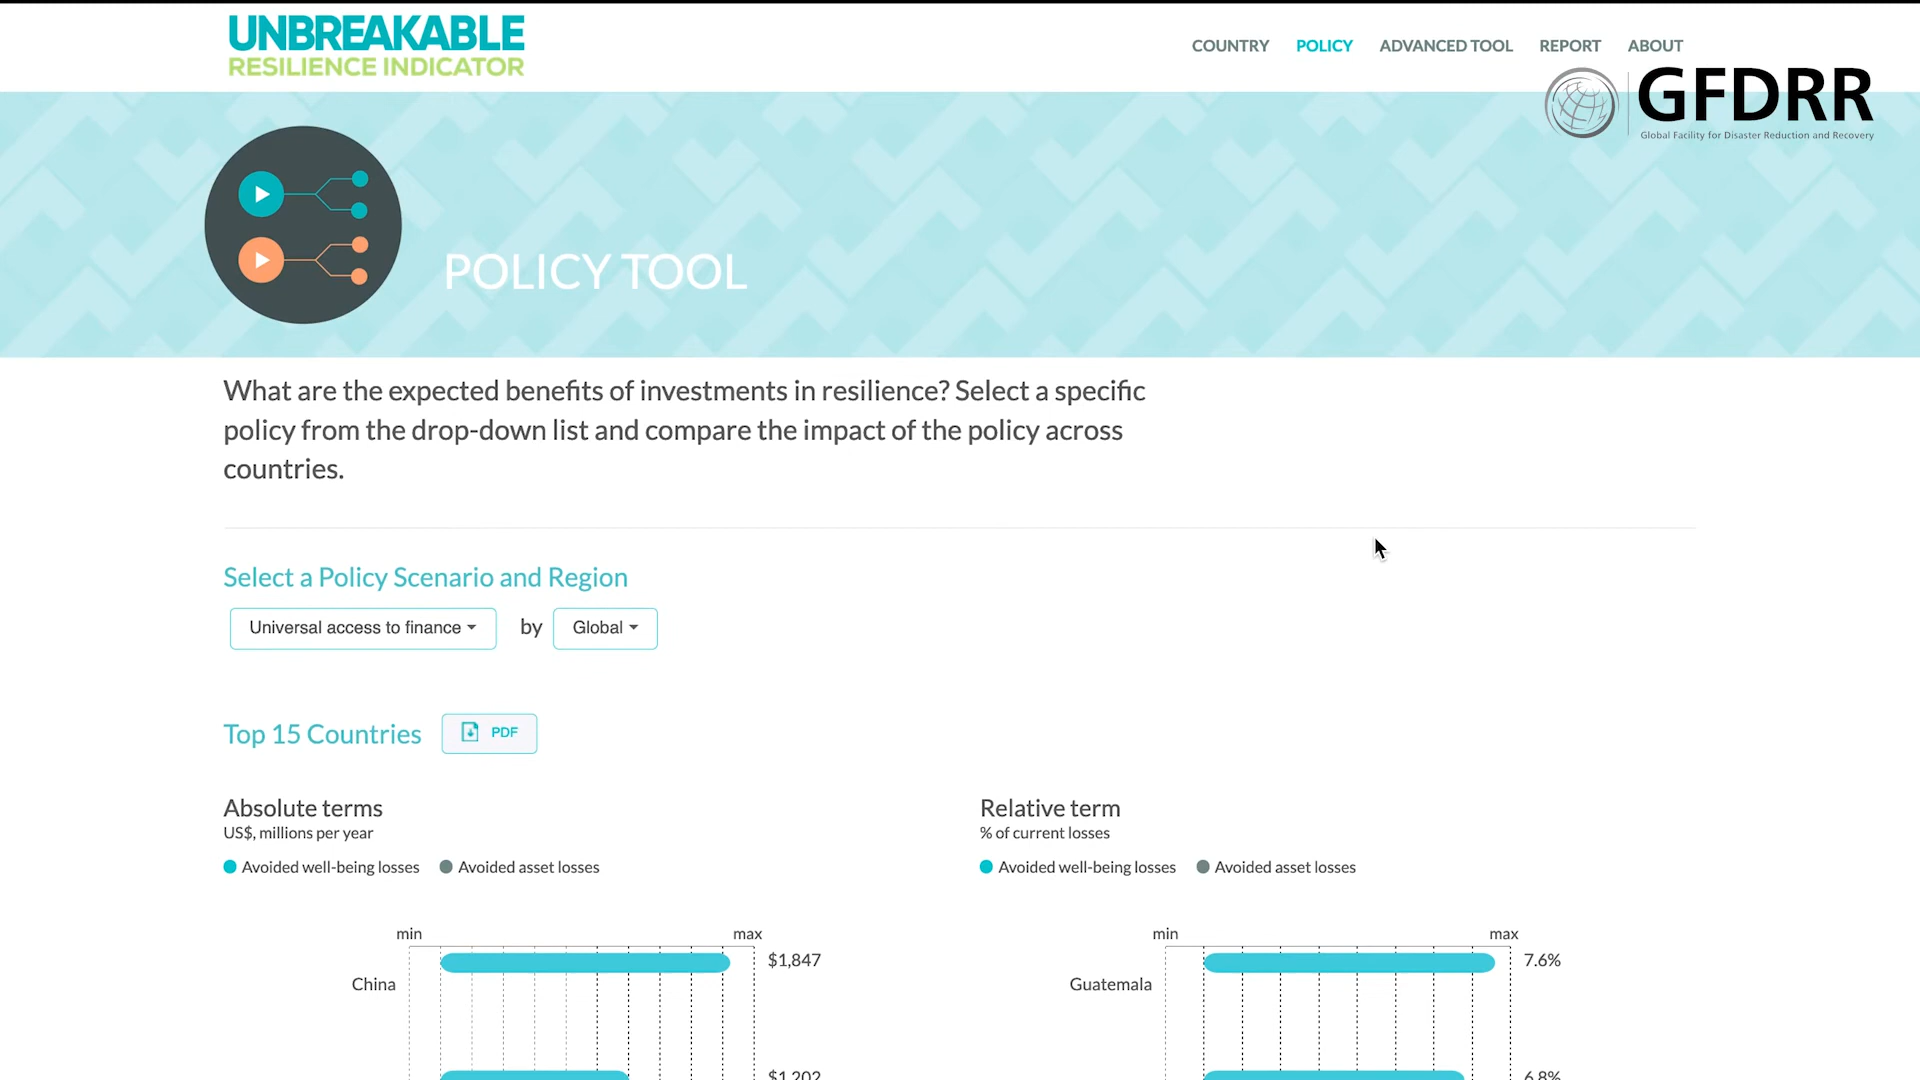 UNBREAKABLE
RESILIENCE INDICATOR
COUNTRY POLICY ADVANCED TOOL REPORT ABOUT
GFDRR
Global Facility for Disaster Reduction and Recovery
POLICY TOOL
What are the expected benefits of investments in resilience? Select a specific
policy from the drop-down list and compare the impact of the policy across
countries.
Select a Policy Scenario and Region
Universal access to finance by Global
Top 15 Countries PDF
Absolute terms
US$, millions per year
Avoided well-being losses Avoided asset losses
min max
$1,847
China
$1,202
Relative term
% of current losses
Avoided well-being losses Avoided asset losses
min max
7.6%
Guatemala
6.8%